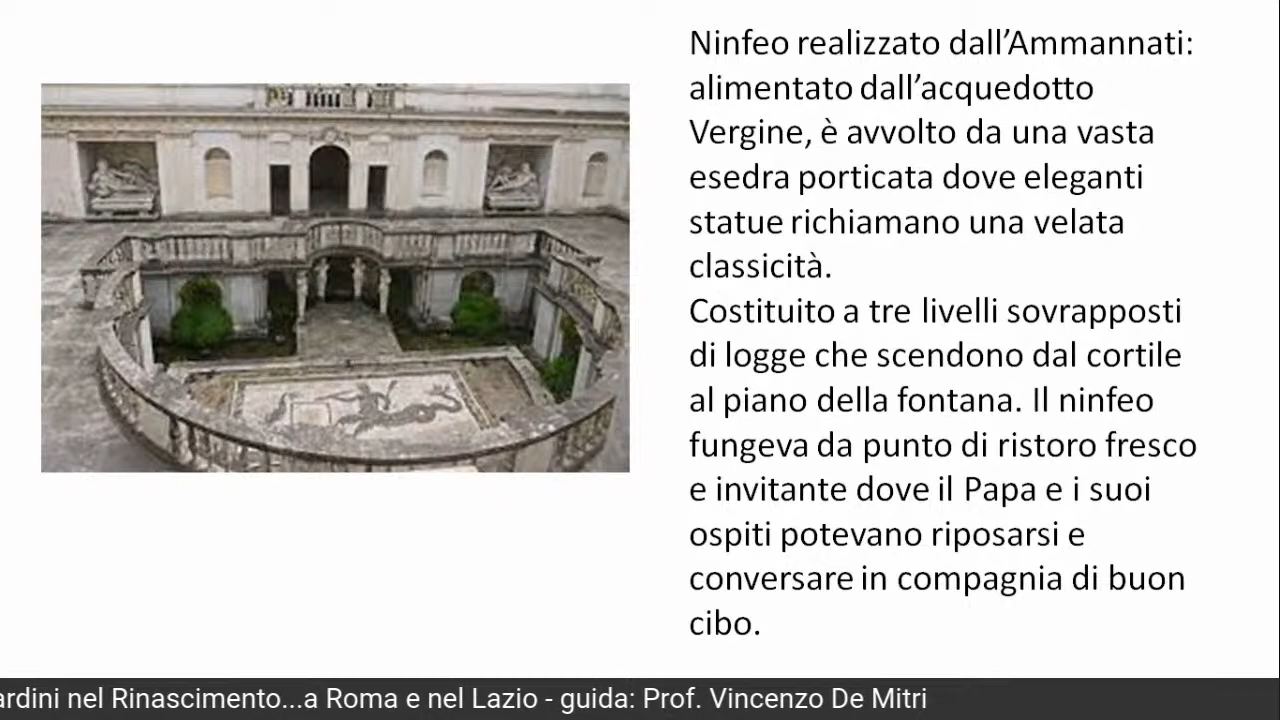 Ninfeo realizzato dall’Ammannati:
alimentato dall’acquedotto
Vergine, è avvolto da una vasta
esedra porticata dove eleganti
statue richiamano una velata
classicità.
Costituito a tre livelli sovrapposti
di logge che scendono dal cortile
al piano della fontana. Il ninfeo
fungeva da punto di ristoro fresco
e invitante dove il Papa e i suoi
ospiti potevano riposarsi e
conversare in compagnia di buon
cibo.
ardini nel Rinascimento...a Roma e nel Lazio - guida: Prof. Vincenzo De Mitri